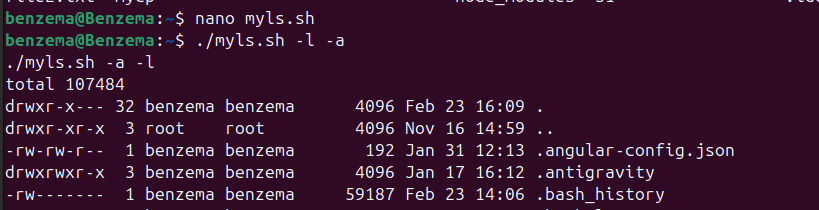 benzema@Benzema:~$ nano myls.sh
benzema@Benzema:~$ ./myls.sh -l -a
./myls.sh -a -l
total 107484
drwxr-x--- 32 benzema benzema     4096 Feb 23 16:09 .
drwxr-xr-x  3 root    root        4096 Nov 16 14:59 ..
-rw-rw-r--  1 benzema benzema      192 Jan 31 12:13 .angular-config.json
drwxrwxr-x  3 benzema benzema     4096 Jan 17 16:12 .antigravity
-rw-------  1 benzema benzema    59187 Feb 23 14:06 .bash_history